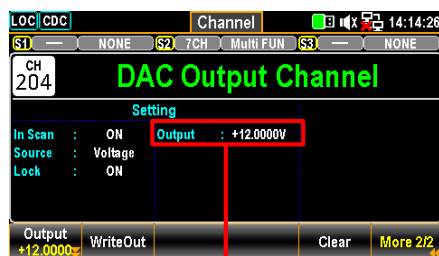 LOC CDC Channel 14:14:26
S1 — NONE S2 7CH Multi FUN S3 — NONE
CH 204 DAC Output Channel
Setting
In Scan : ON Output : +12.0000V
Source : Voltage
Lock : ON
Output +12.0000 WriteOut Clear More 2/2